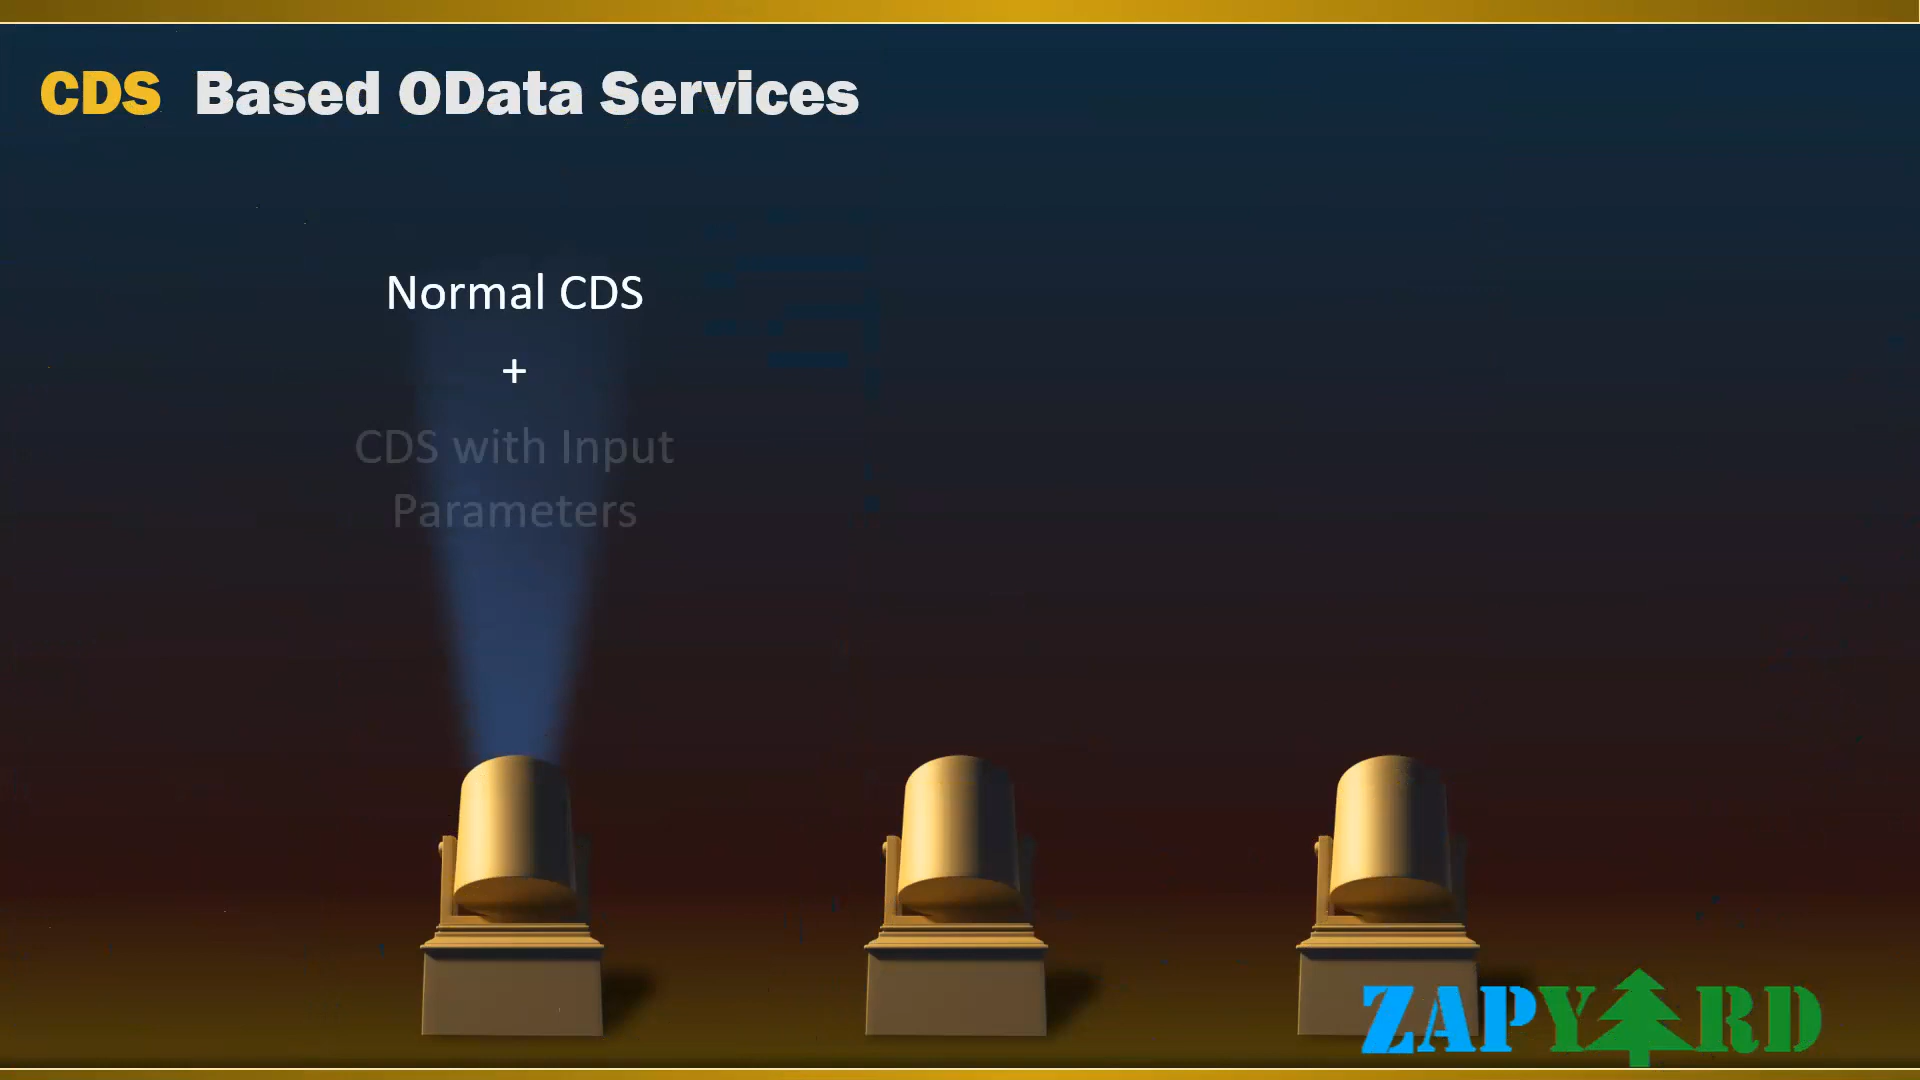 CDS Based OData Services
Normal CDS
+
CDS with Input
Parameters
ZAPYARD